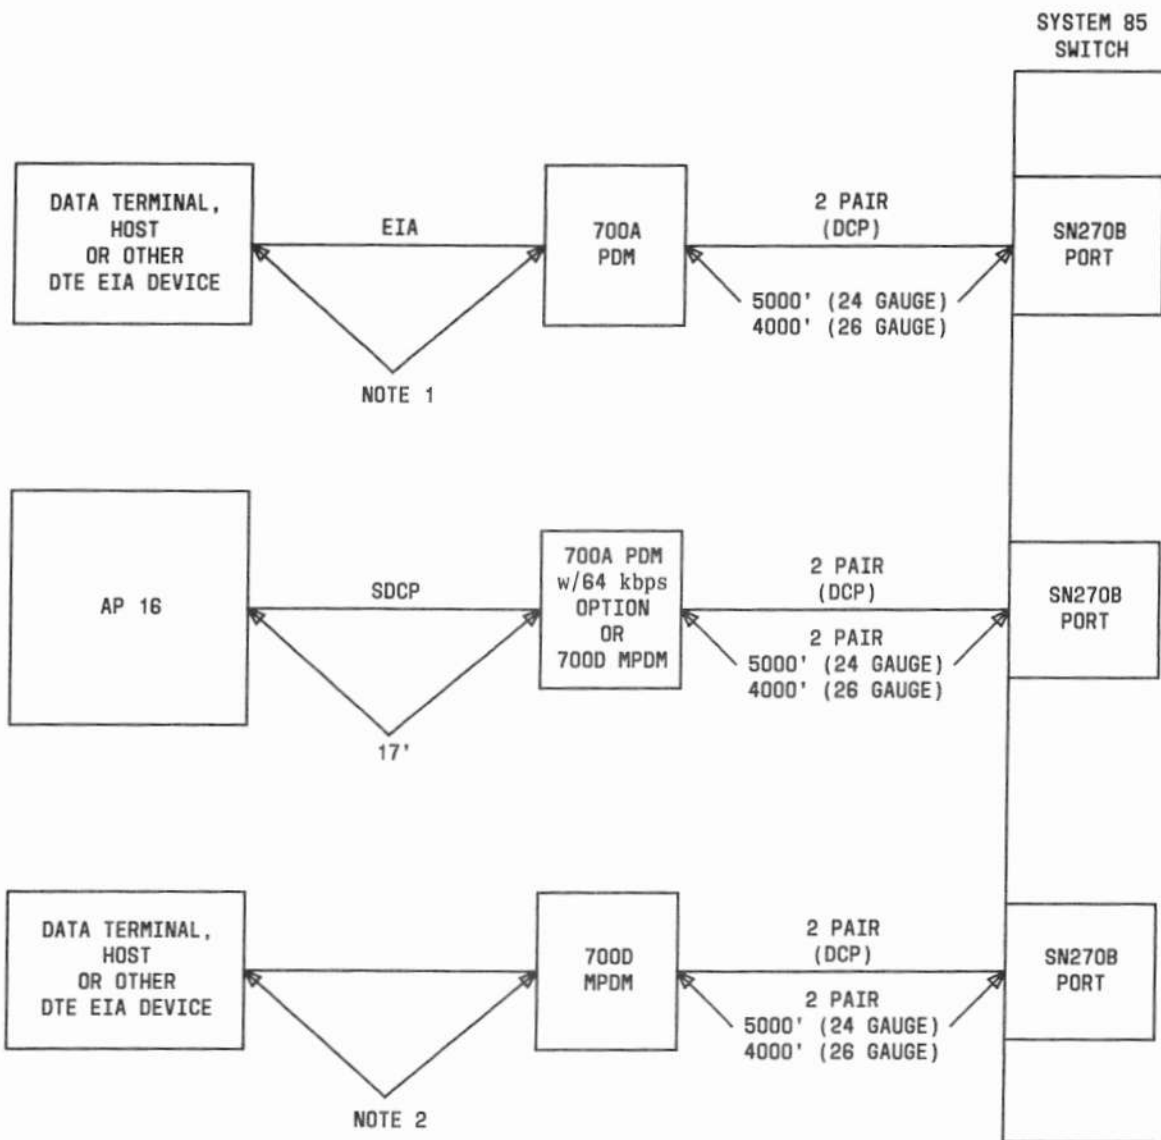 SYSTEM 85
SWITCH
DATA TERMINAL,
HOST
OR OTHER
DTE EIA DEVICE
EIA
NOTE 1
700A
PDM
2 PAIR
(DCP)
5000' (24 GAUGE)
4000' (26 GAUGE)
SN270B
PORT
AP 16
SDCP
17'
700A PDM
w/64 kbps
OPTION
OR
700D MPDM
2 PAIR
(DCP)
2 PAIR
5000' (24 GAUGE)
4000' (26 GAUGE)
SN270B
PORT
DATA TERMINAL,
HOST
OR OTHER
DTE EIA DEVICE
NOTE 2
700D
MPDM
2 PAIR
(DCP)
2 PAIR
5000' (24 GAUGE)
4000' (26 GAUGE)
SN270B
PORT